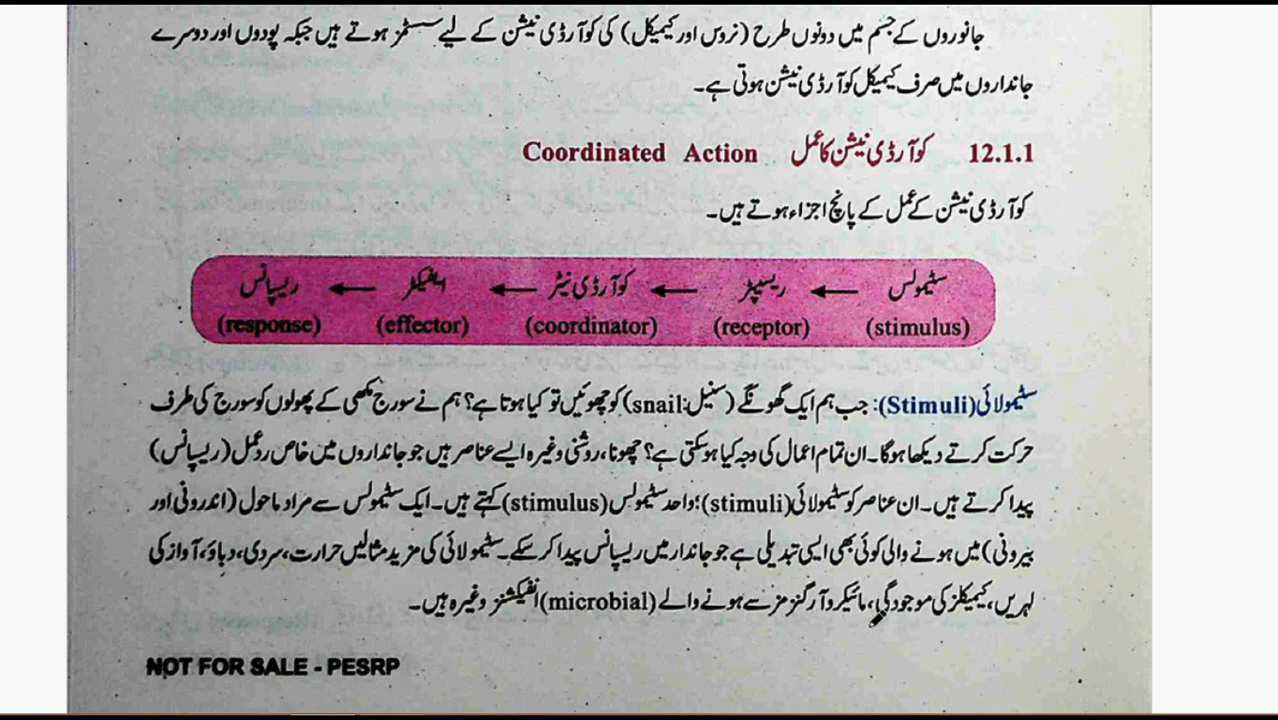 جانوروں کے جسم میں دونوں طرح (نروس اور کیمیکل) کی کوآرڈی نیشن کے لیے سسٹمز ہوتے ہیں جبکہ پودوں اور دوسرے
جانداروں میں صرف کیمیکل کوآرڈی نیشن ہوتی ہے۔
12.1.1 کوآرڈی نیشن کا عمل Coordinated Action
کوآرڈی نیشن کے عمل کے پانچ اجزاء ہوتے ہیں۔
سٹیمولس ← ریسیپٹر ← کوآرڈی نیٹر ← ایفیکٹر ← ریسپانس
(stimulus) (receptor) (coordinator) (effector) (response)
سٹیمولائی (Stimuli): جب ہم ایک گھونگے (سنیل: snail) کو چھوئیں تو کیا ہوتا ہے؟ ہم نے سورج مکھی کے پھولوں کو سورج کی طرف
حرکت کرتے دیکھا ہوگا۔ ان تمام اعمال کی وجہ کیا ہوسکتی ہے؟ چھونا، روشنی وغیرہ ایسے عناصر ہیں جو جانداروں میں خاص ردعمل (ریسپانس)
پیدا کرتے ہیں۔ ان عناصر کو سٹیمولائی (stimuli)؛ واحد سٹیمولس (stimulus) کہتے ہیں۔ ایک سٹیمولس سے مراد ماحول (اندرونی اور
بیرونی) میں ہونے والی کوئی بھی ایسی تبدیلی ہے جو جاندار میں ریسپانس پیدا کر سکے۔ سٹیمولائی کی مزید مثالیں حرارت، سردی، دباؤ، آواز کی
لہریں، کیمیکلز کی موجودگی، مائیکروآرگنزمز سے ہونے والے (microbial) انفیکشنز وغیرہ ہیں۔
NOT FOR SALE - PESRP